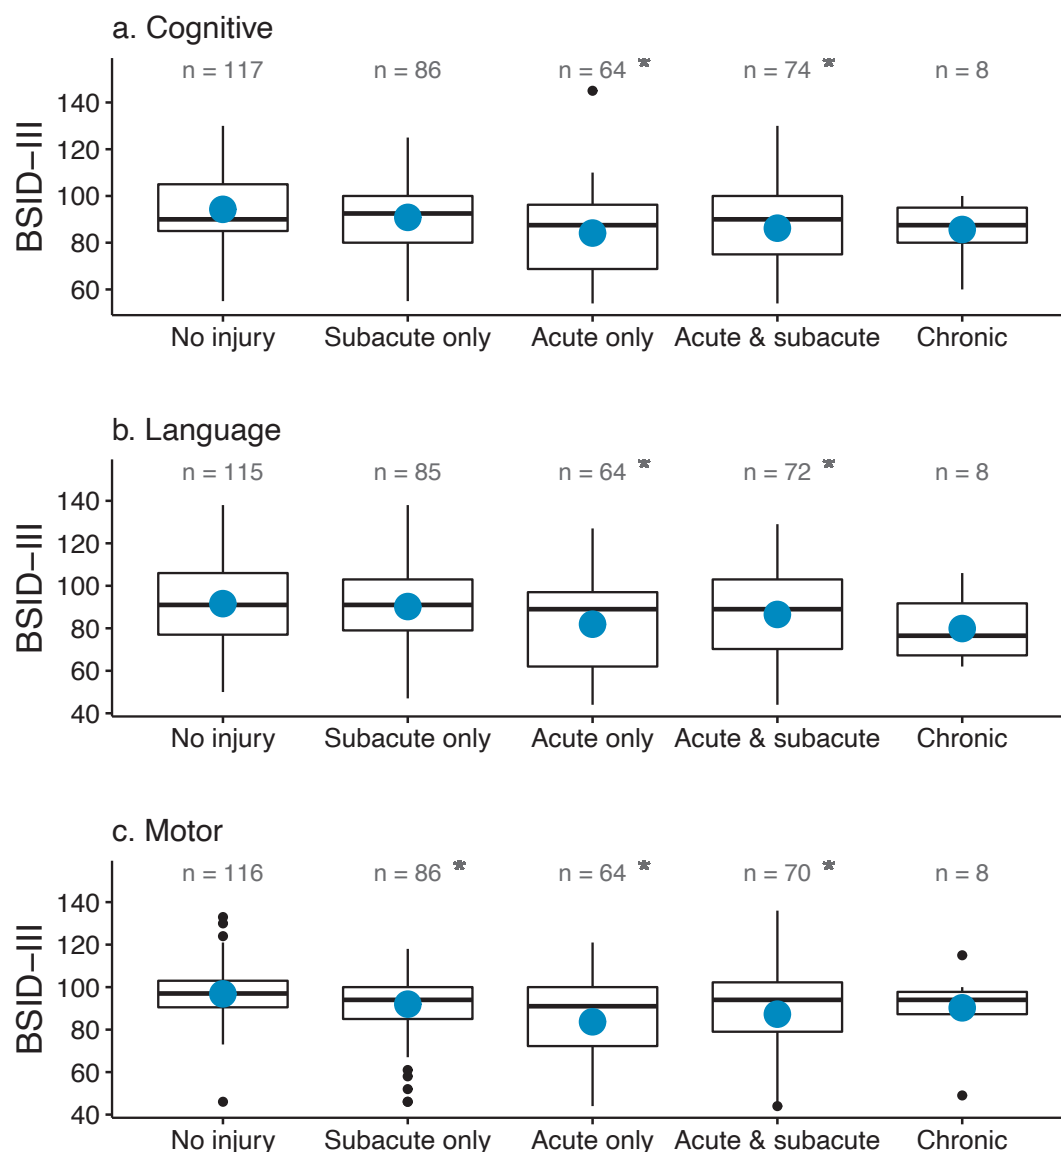 a. Cognitive
n = 117 n = 86 n = 64 * n = 74 * n = 8
BSID–III
140
120
100
80
60
No injury Subacute only Acute only Acute & subacute Chronic
b. Language
n = 115 n = 85 n = 64 * n = 72 * n = 8
BSID–III
140
120
100
80
60
40
No injury Subacute only Acute only Acute & subacute Chronic
c. Motor
n = 116 n = 86 * n = 64 * n = 70 * n = 8
BSID–III
140
120
100
80
60
40
No injury Subacute only Acute only Acute & subacute Chronic